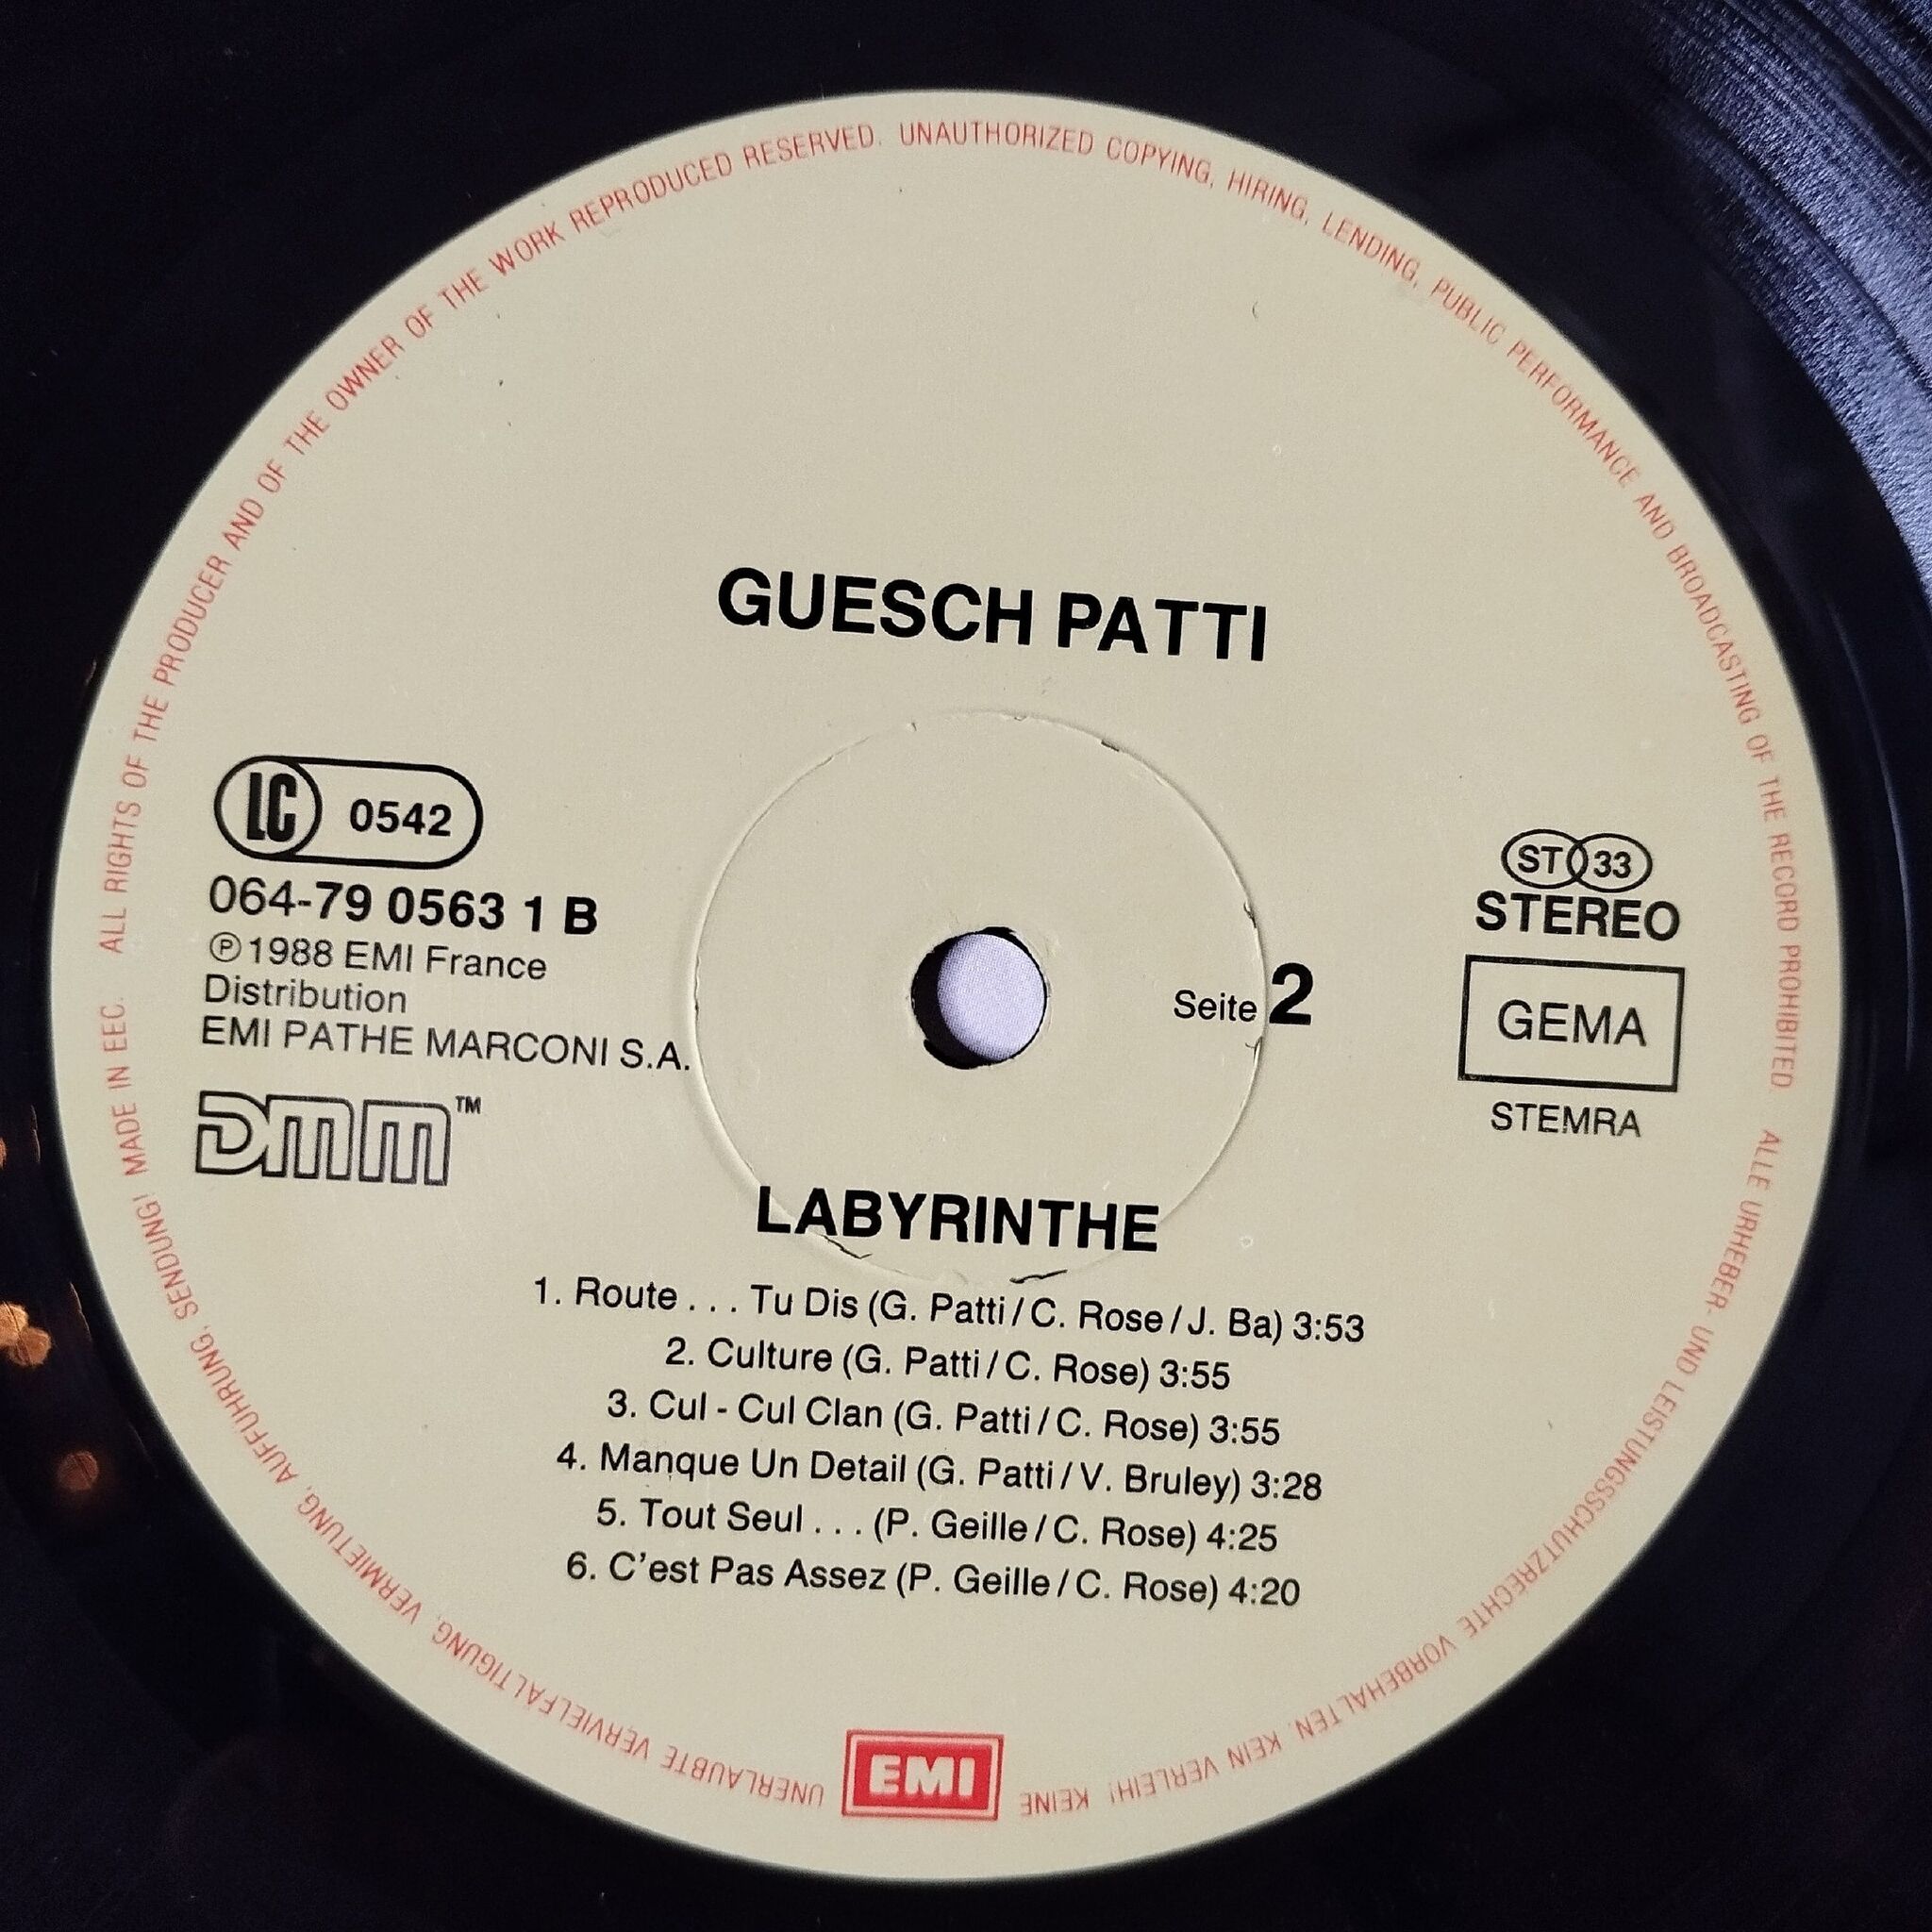 ALL RIGHTS OF THE PRODUCER AND OF THE OWNER OF THE WORK REPRODUCED RESERVED. UNAUTHORIZED COPYING, HIRING, LENDING, PUBLIC PERFORMANCE AND BROADCASTING OF THE RECORD PROHIBITED
GUESCH PATTI
LC 0542
064-79 0563 1 B
℗ 1988 EMI France
Distribution
EMI PATHE MARCONI S.A.
DMM™
Seite 2
ST 33
STEREO
GEMA
STEMRA
LABYRINTHE
1. Route . . . Tu Dis (G. Patti / C. Rose / J. Ba) 3:53
2. Culture (G. Patti / C. Rose) 3:55
3. Cul - Cul Clan (G. Patti / C. Rose) 3:55
4. Manque Un Detail (G. Patti / V. Bruley) 3:28
5. Tout Seul . . . (P. Geille / C. Rose) 4:25
6. C'est Pas Assez (P. Geille / C. Rose) 4:20
ALLE URHEBER- UND LEISTUNGSSCHUTZRECHTE VORBEHALTEN. KEIN VERLEIH! KEINE
EMI
UNERLAUBTE VERVIELFÄLTIGUNG, VERMIETUNG, AUFFÜHRUNG, SENDUNG! MADE IN EEC.